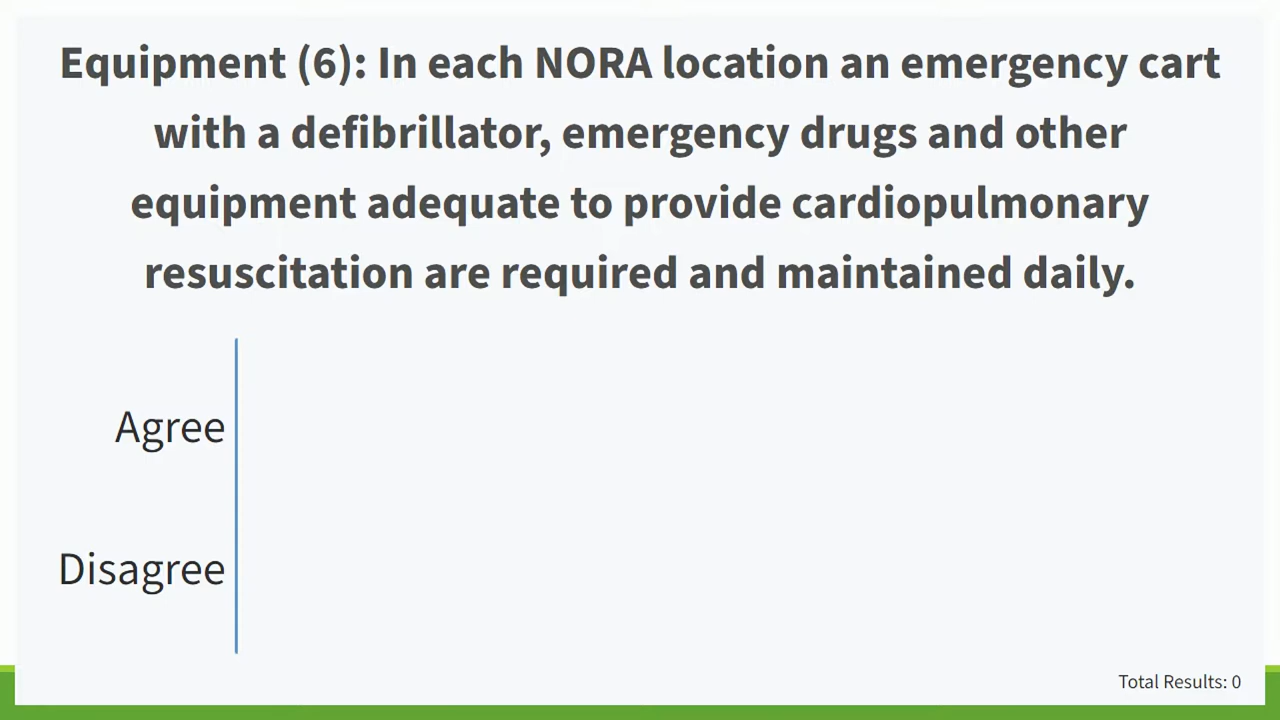 Equipment (6): In each NORA location an emergency cart
with a defibrillator, emergency drugs and other
equipment adequate to provide cardiopulmonary
resuscitation are required and maintained daily.
Agree
Disagree
Total Results: 0